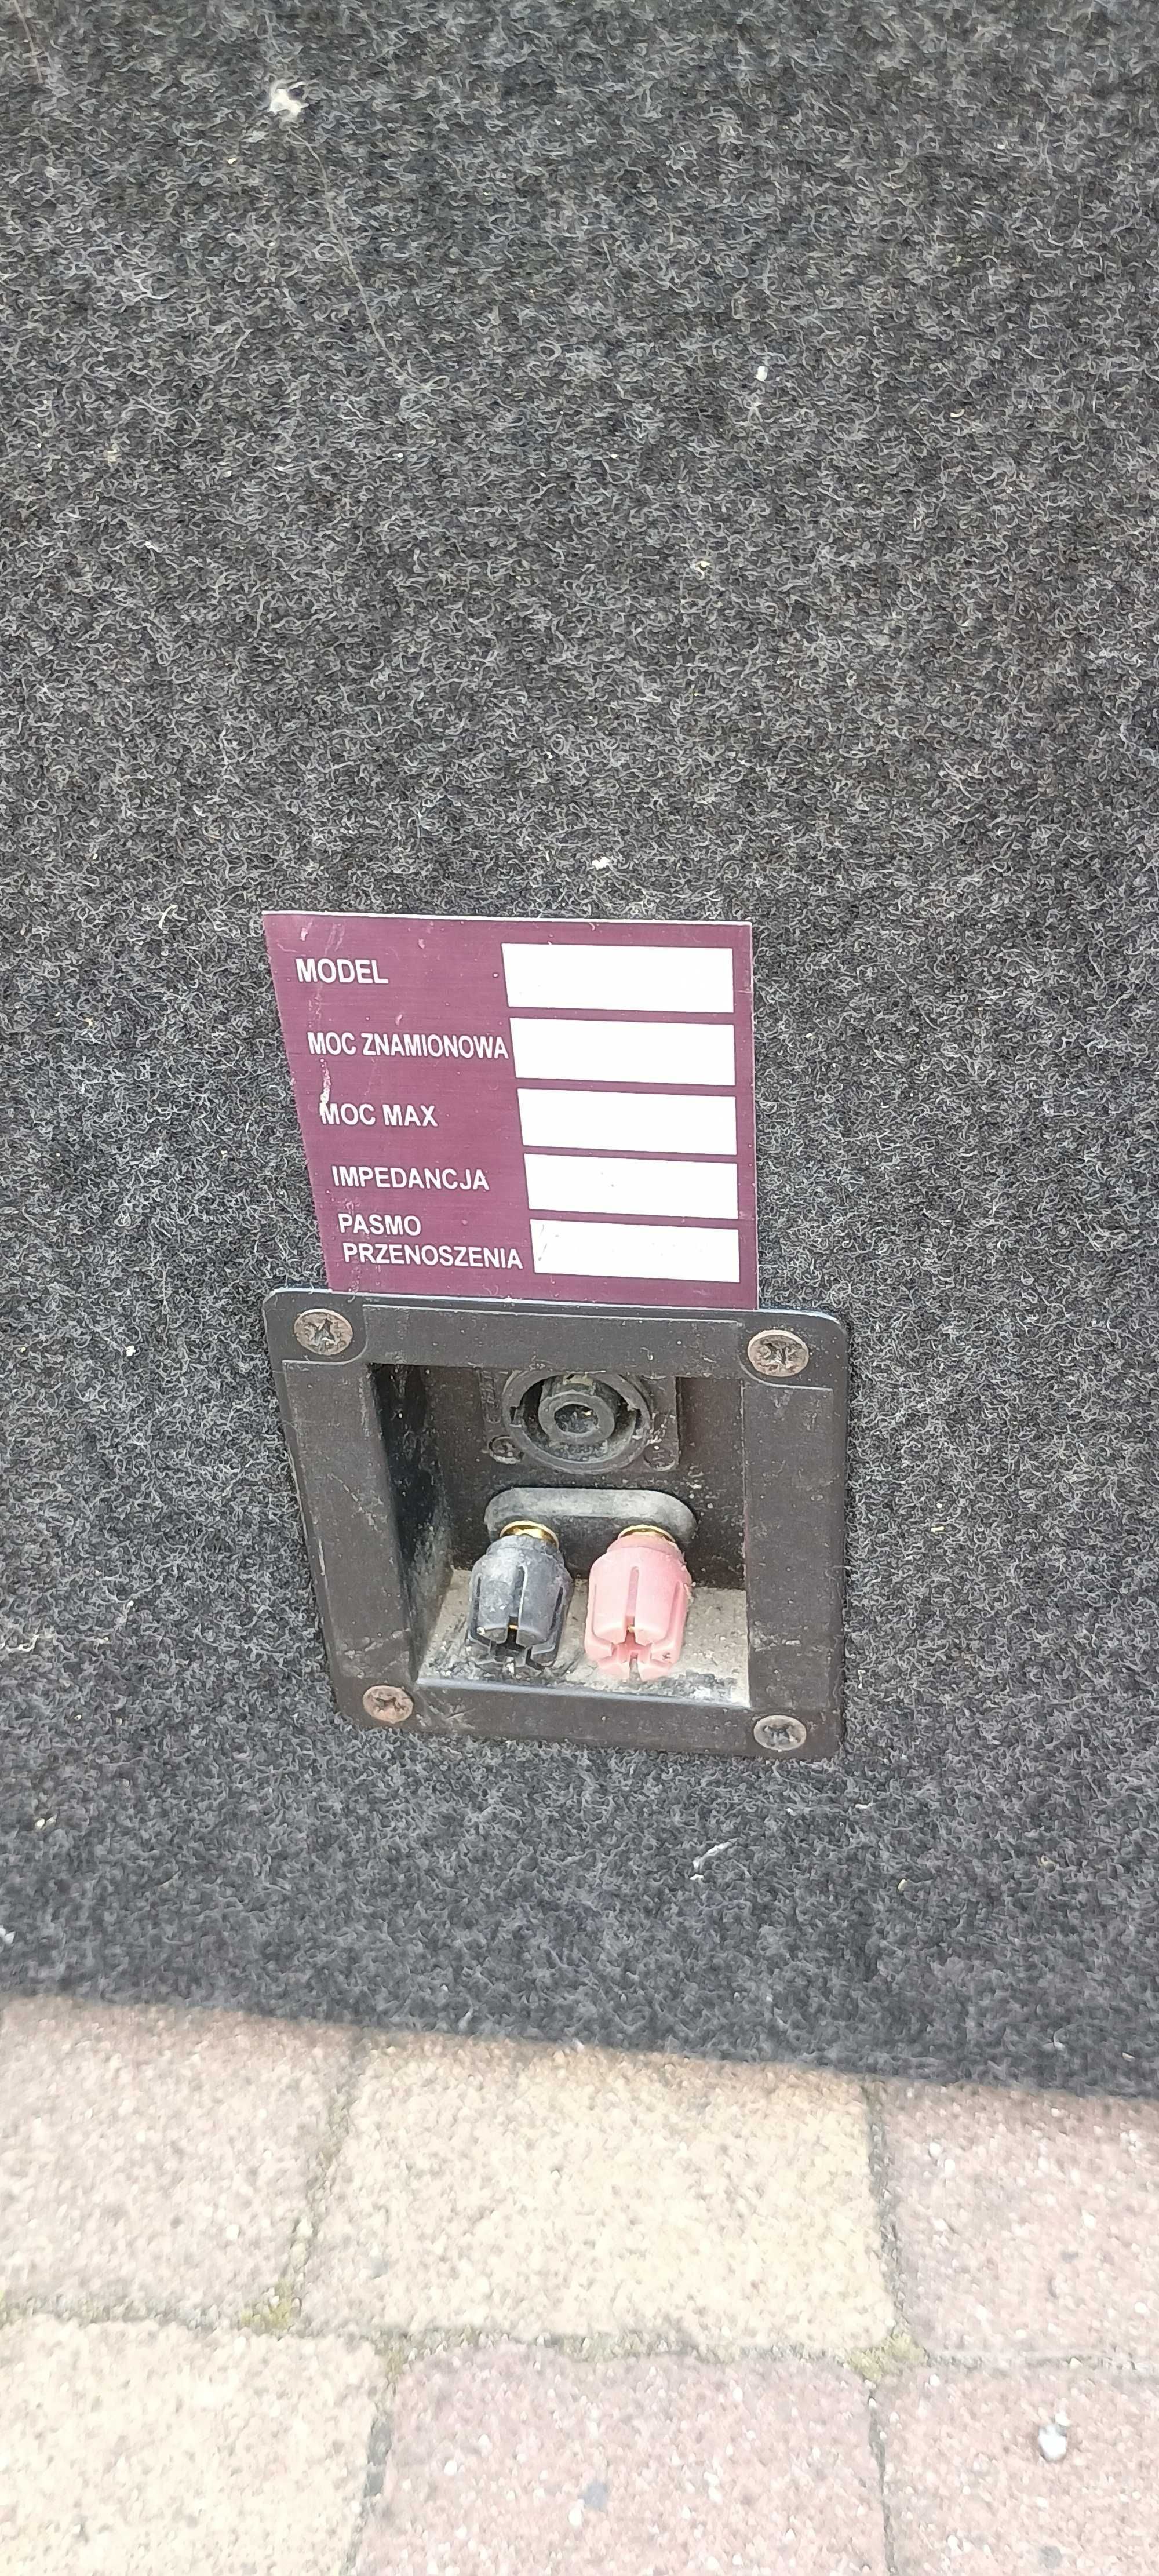 MODEL
MOC ZNAMIONOWA
MOC MAX
IMPEDANCJA
PASMO
PRZENOSZENIA